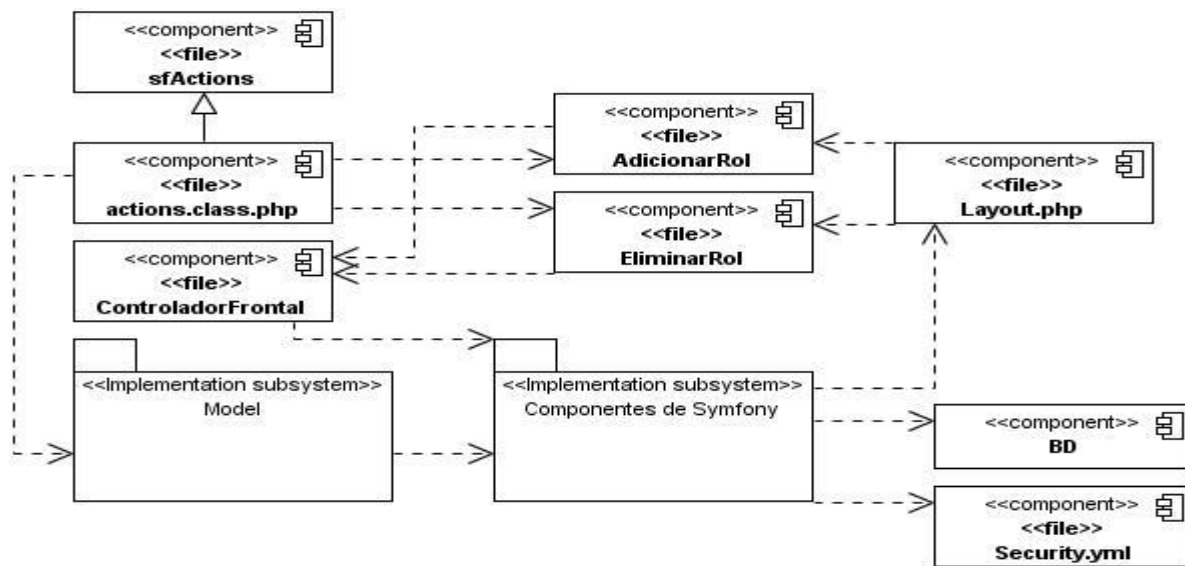 <<component>>
<<file>>
sfActions
<<component>>
<<file>>
actions.class.php
<<component>>
<<file>>
ControladorFrontal
<<component>>
<<file>>
AdicionarRol
<<component>>
<<file>>
EliminarRol
<<component>>
<<file>>
Layout.php
<<Implementation subsystem>>
Model
<<Implementation subsystem>>
Componentes de Symfony
<<component>>
BD
<<component>>
<<file>>
Security.yml